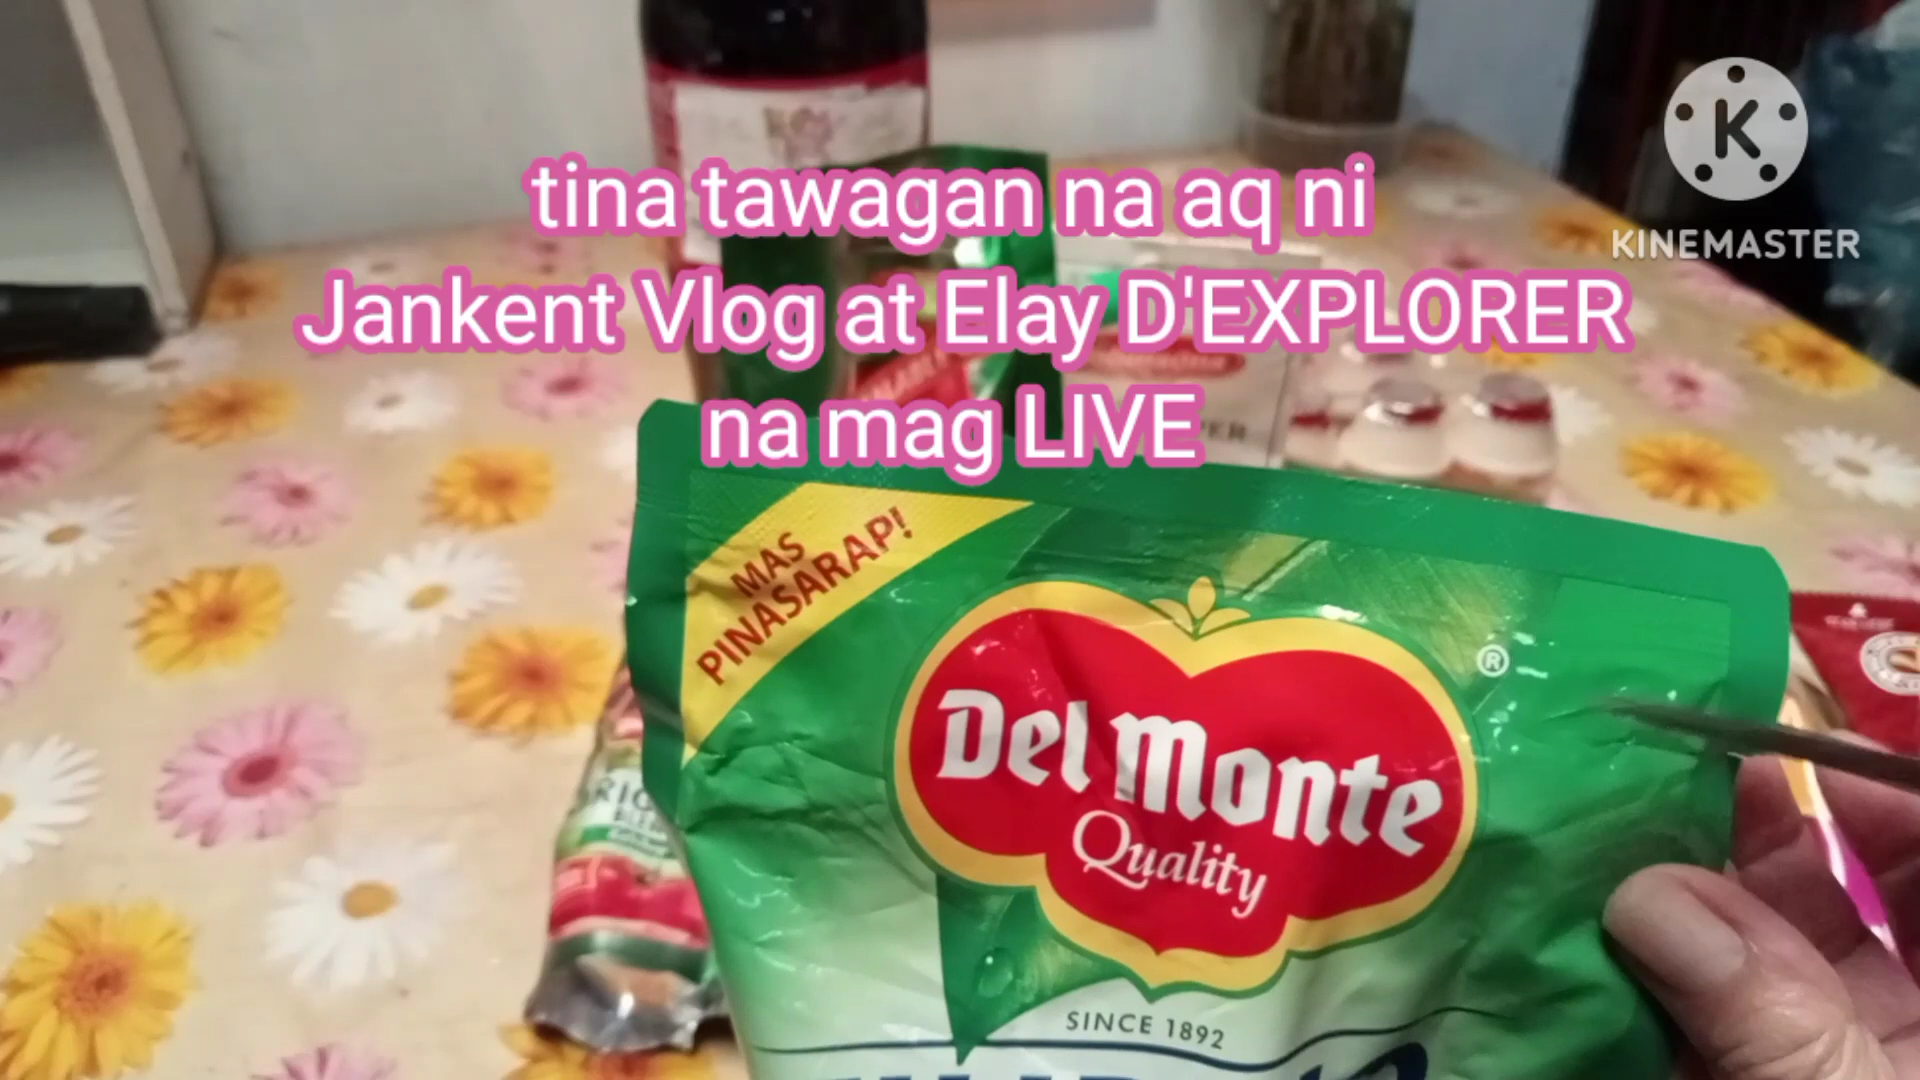 tina tawagan na aq ni
Jankent Vlog at Elay D'EXPLORER
na mag LIVE
KINEMASTER
MAS
PINASARAP!
Del Monte
®
Quality
SINCE 1892